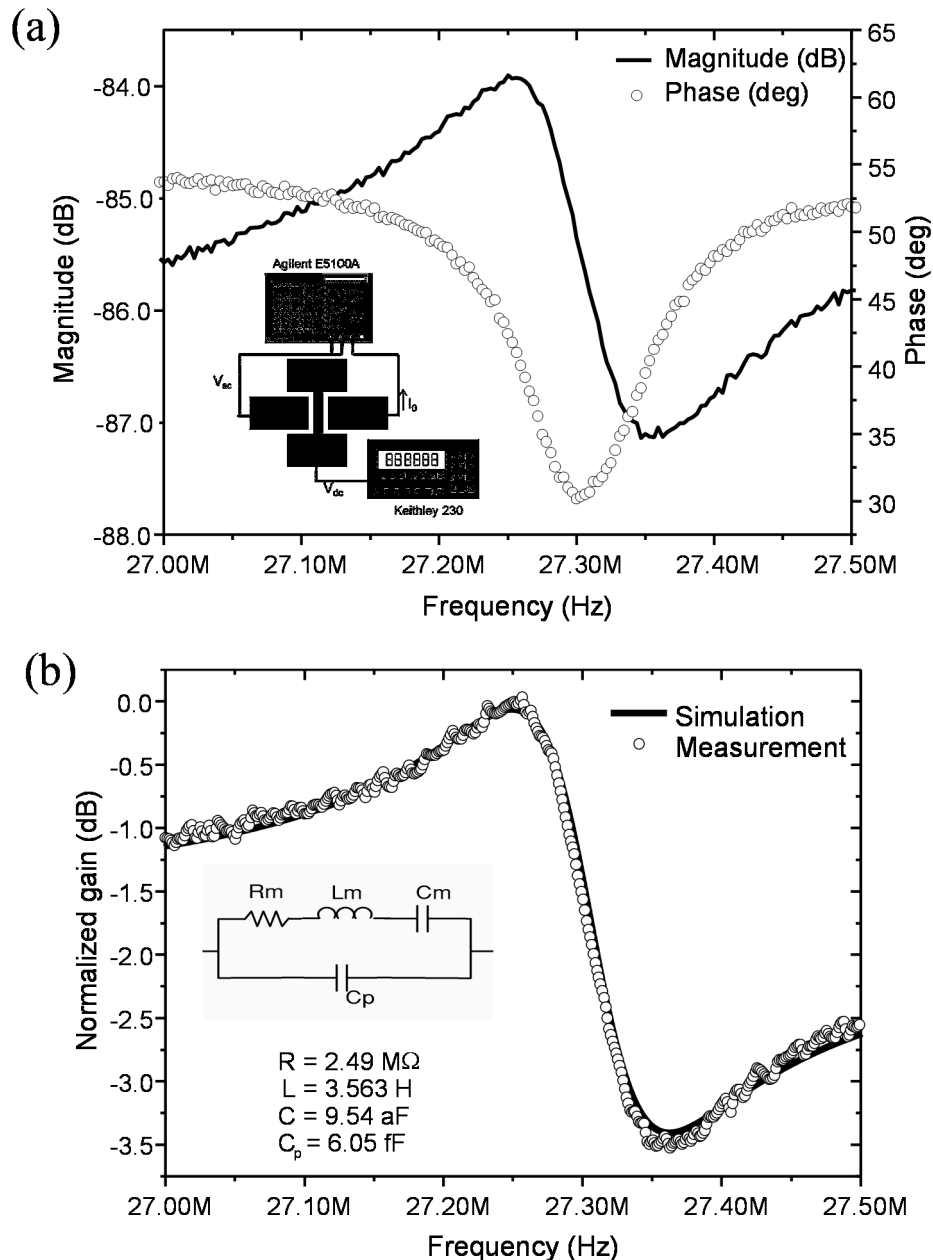 (a)
Magnitude (dB)
Phase (deg)
-84.0
-85.0
-86.0
-87.0
-88.0
Magnitude (dB)
65
60
55
50
45
40
35
30
Phase (deg)
Agilent E5100A
Vac
I0
Vdc
888888
Keithley 230
27.00M 27.10M 27.20M 27.30M 27.40M 27.50M
Frequency (Hz)
(b)
Simulation
Measurement
0.0
-0.5
-1.0
-1.5
-2.0
-2.5
-3.0
-3.5
Normalized gain (dB)
Rm Lm Cm
Cp
R = 2.49 MΩ
L = 3.563 H
C = 9.54 aF
Cp = 6.05 fF
27.00M 27.10M 27.20M 27.30M 27.40M 27.50M
Frequency (Hz)